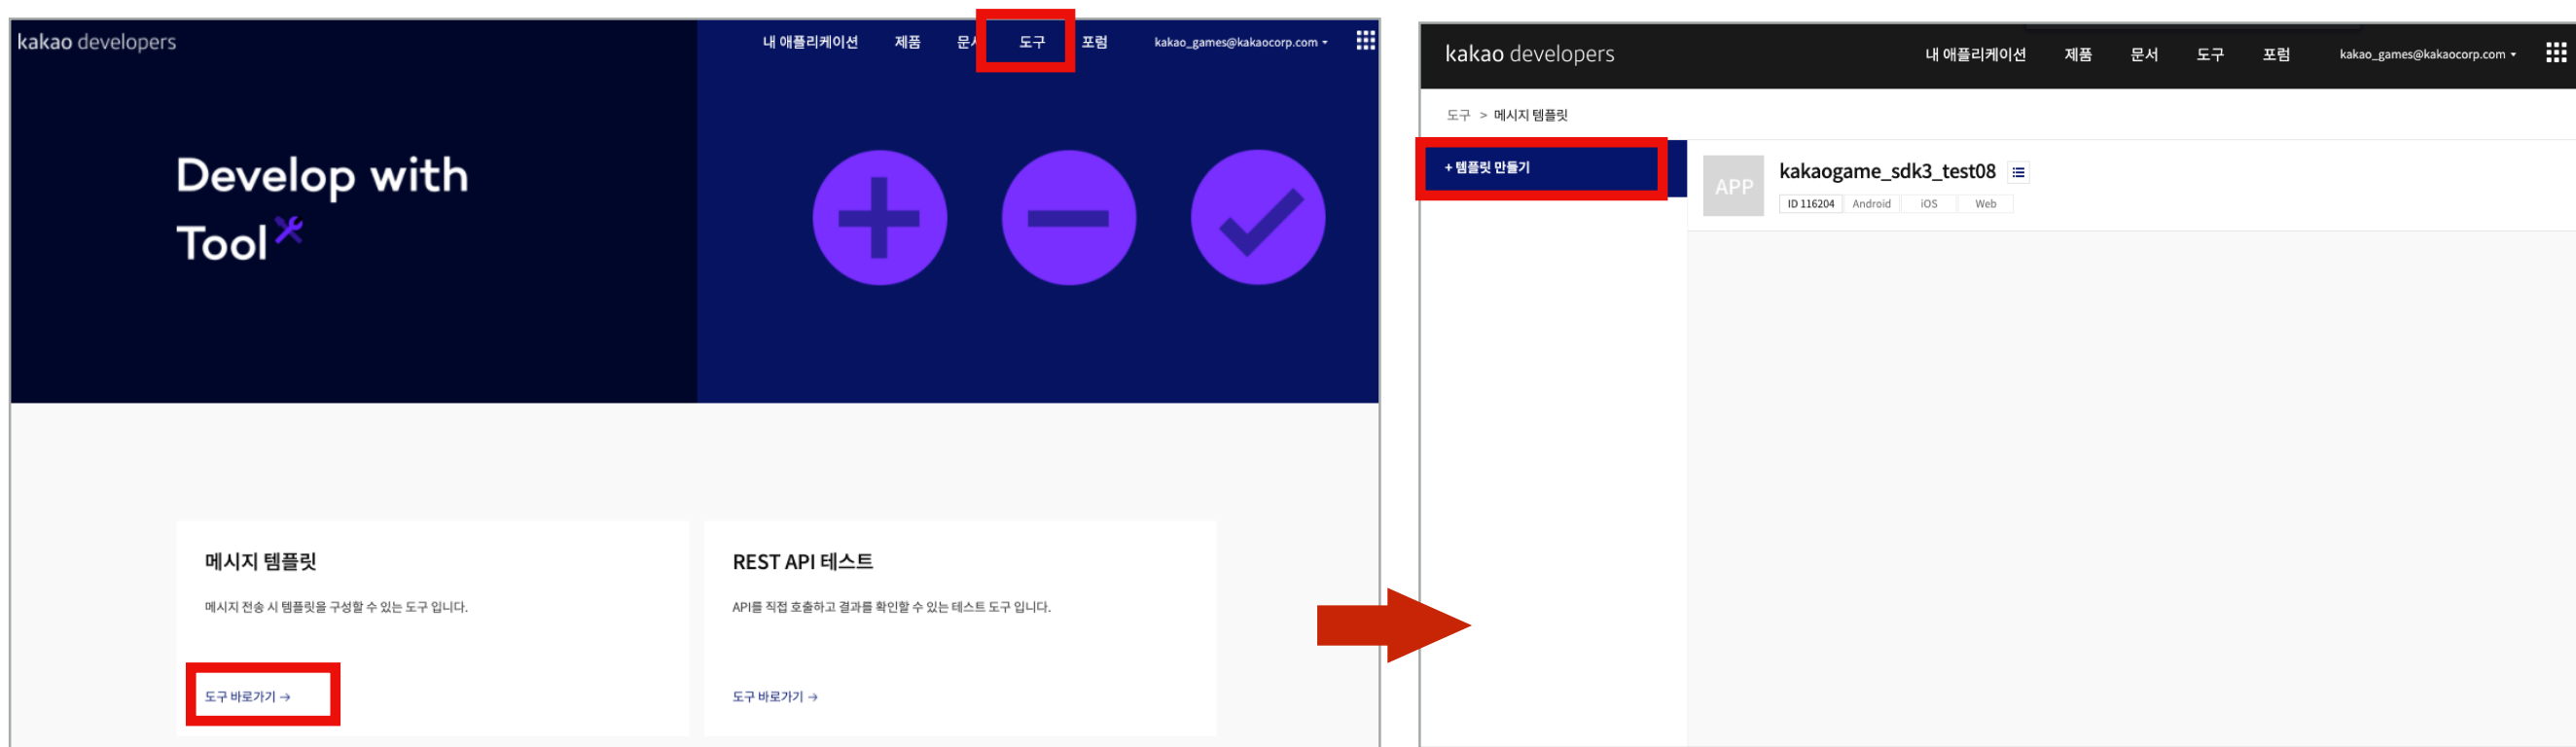 kakao developers
내 애플리케이션 제품 문서 도구 포럼 kakao_games@kakaocorp.com
Develop with
Tool
메시지 템플릿
메시지 전송 시 템플릿을 구성할 수 있는 도구 입니다.
도구 바로가기 →
REST API 테스트
API를 직접 호출하고 결과를 확인할 수 있는 테스트 도구 입니다.
도구 바로가기 →
kakao developers
내 애플리케이션 제품 문서 도구 포럼 kakao_games@kakaocorp.com
도구 > 메시지 템플릿
+ 템플릿 만들기
APP
kakaogame_sdk3_test08
ID 116204 Android iOS Web